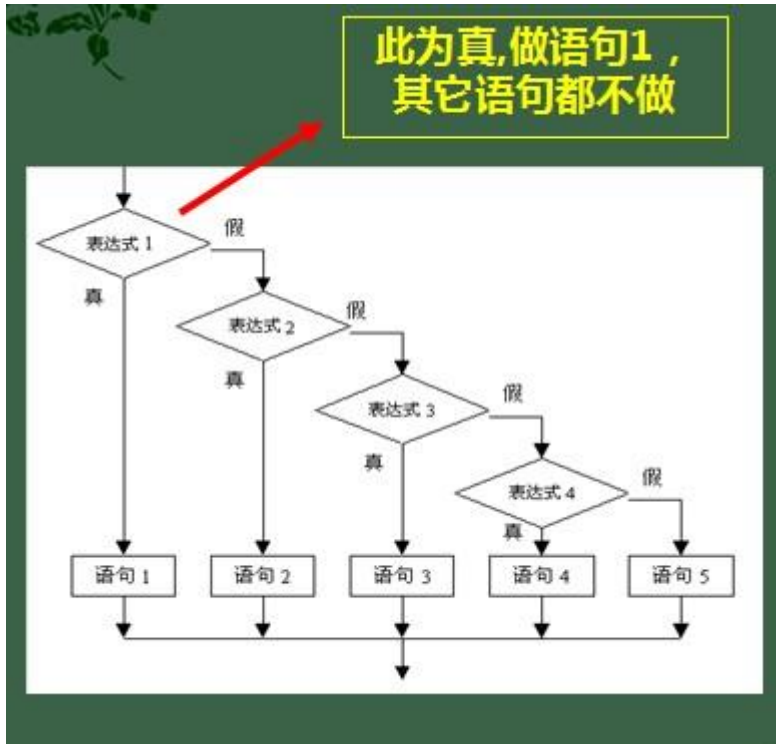 此为真,做语句1，
其它语句都不做
表达式 1
假
真
表达式 2
假
真
表达式 3
假
真
表达式 4
假
真
语句 1
语句 2
语句 3
语句 4
语句 5